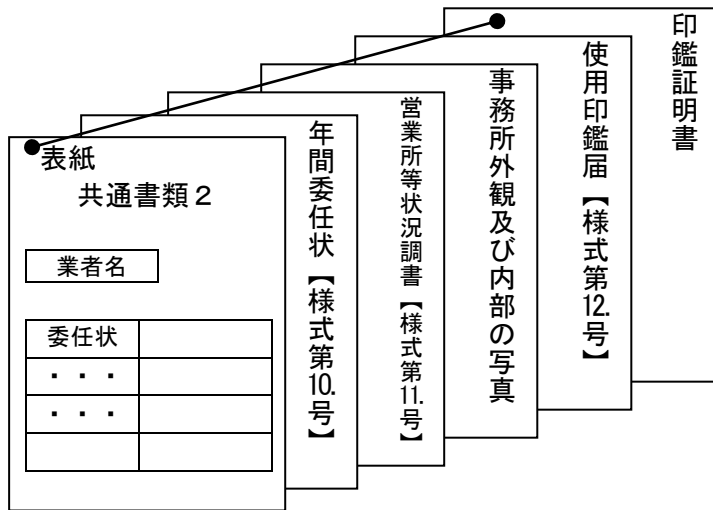 表紙
共通書類2
業者名
委任状
・・・
・・・
年間委任状【様式第10.号】
営業所等状況調書【様式第11.号】
事務所外観及び内部の写真
使用印鑑届【様式第12.号】
印鑑証明書